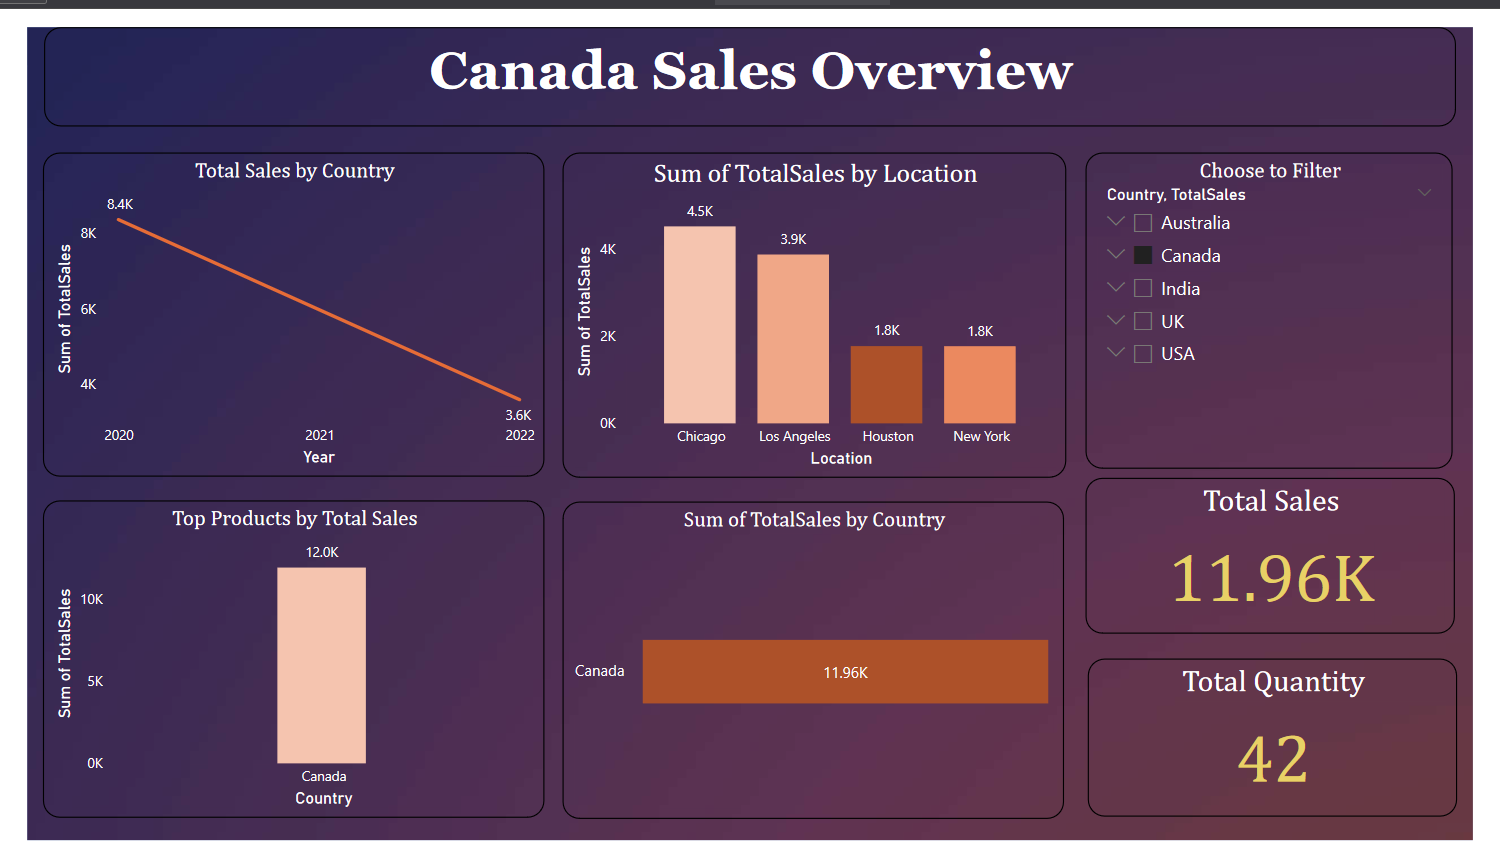 Canada Sales Overview
Total Sales by Country
8.4K
8K
6K
4K
3.6K
Sum of TotalSales
2020 2021 2022
Year
Sum of TotalSales by Location
4.5K
3.9K
1.8K 1.8K
4K
2K
0K
Sum of TotalSales
Chicago Los Angeles Houston New York
Location
Choose to Filter
Country, TotalSales
Australia
Canada
India
UK
USA
Top Products by Total Sales
12.0K
10K
5K
0K
Sum of TotalSales
Canada
Country
Sum of TotalSales by Country
Canada 11.96K
Total Sales
11.96K
Total Quantity
42